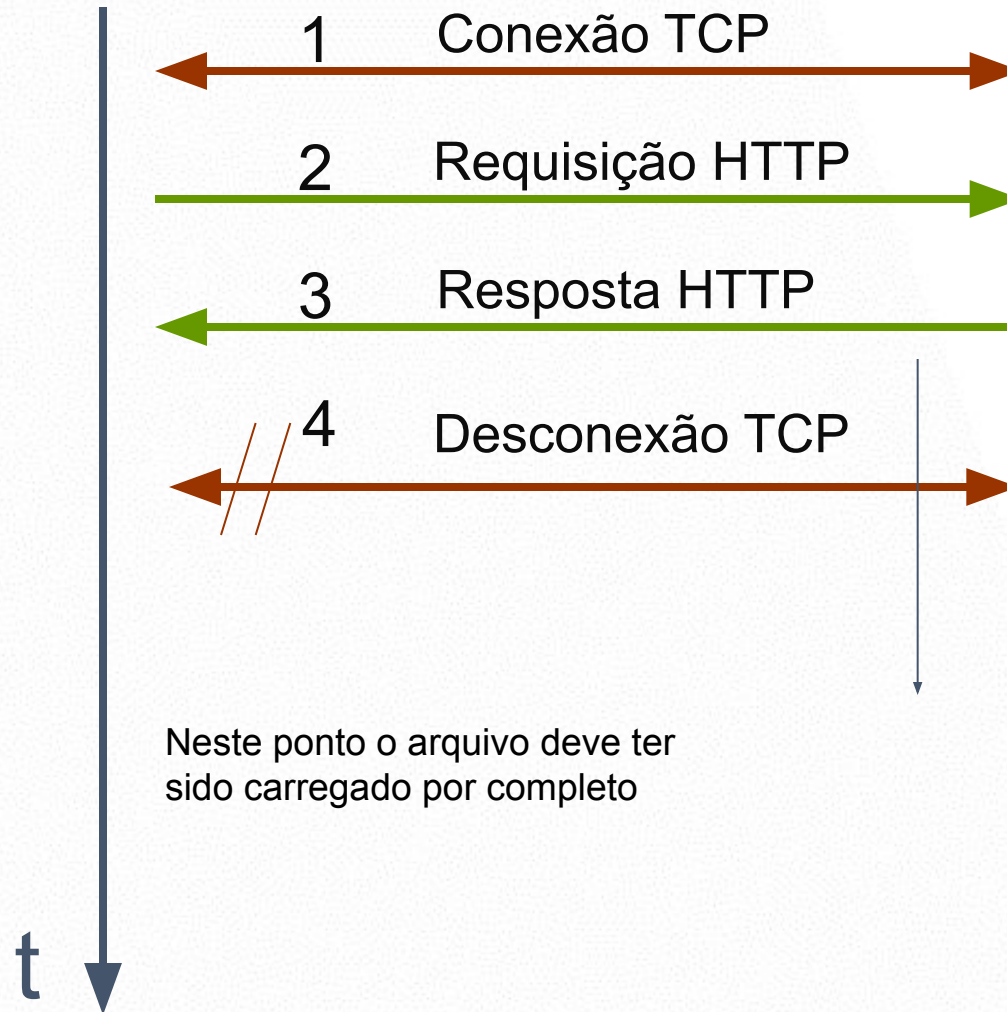 1 Conexão TCP
2 Requisição HTTP
3 Resposta HTTP
4 Desconexão TCP
Neste ponto o arquivo deve ter
sido carregado por completo
t